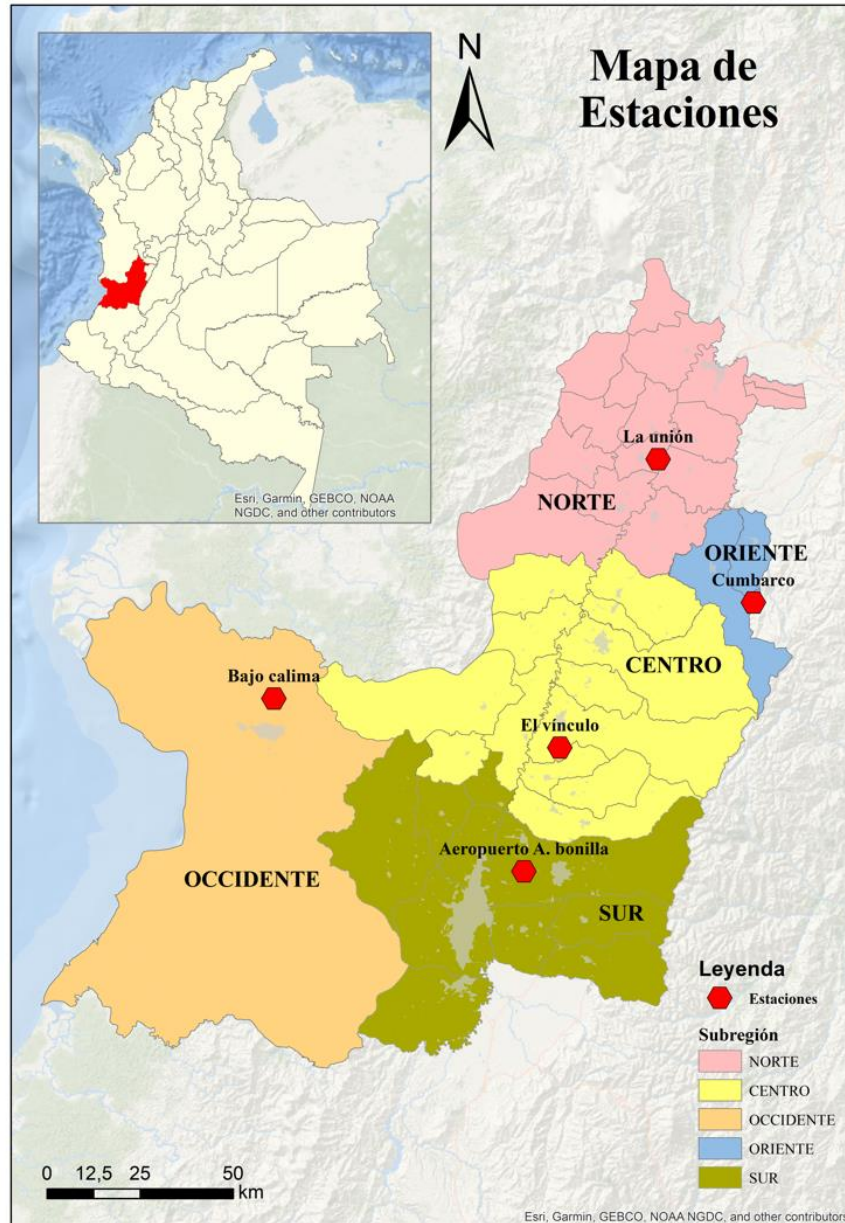 N
Mapa de
Estaciones
Esri, Garmin, GEBCO, NOAA
NGDC, and other contributors
La unión
NORTE
ORIENTE
Cumbarco
CENTRO
Bajo calima
El vínculo
Aeropuerto A. bonilla
OCCIDENTE
SUR
Leyenda
Estaciones
Subregión
NORTE
CENTRO
OCCIDENTE
ORIENTE
SUR
0 12,5 25 50
km
Esri, Garmin, GEBCO, NOAA NGDC, and other contributors